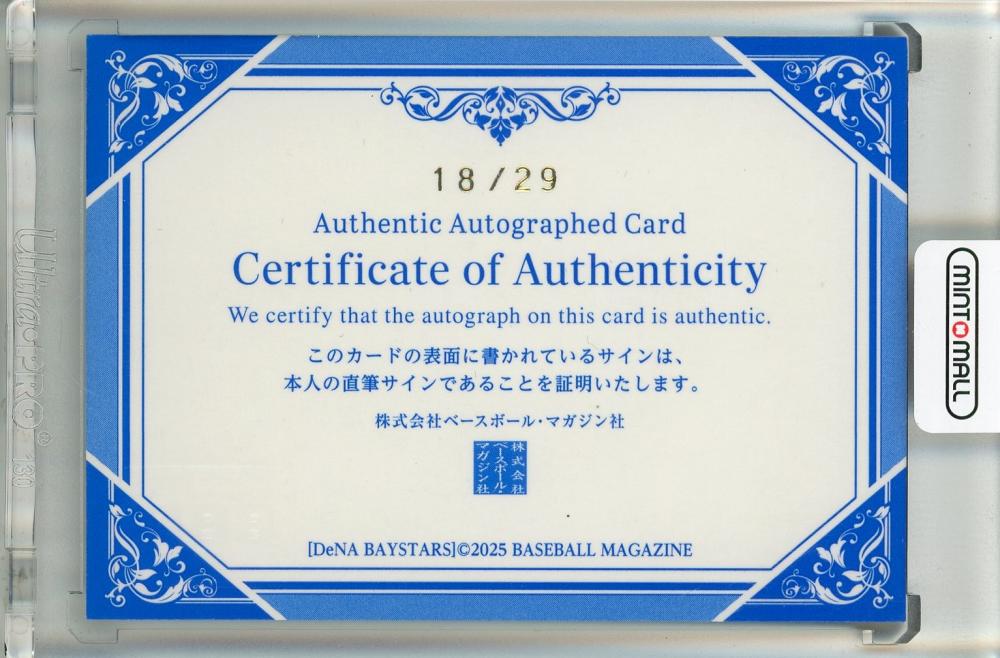 18/29
Authentic Autographed Card
Certificate of Authenticity
We certify that the autograph on this card is authentic.
このカードの表面に書かれているサインは、
本人の直筆サインであることを証明いたします。
株式会社ベースボール・マガジン社
株式会社
ベースボール・
マガジン社
[DeNA BAYSTARS]©2025 BASEBALL MAGAZINE
Ultra•PRO®
130
MINTOMALL